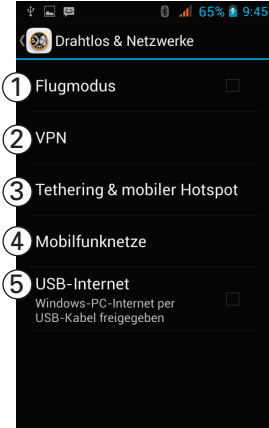 65% 9:45
Drahtlos & Netzwerke
1 Flugmodus
2 VPN
3 Tethering & mobiler Hotspot
4 Mobilfunknetze
5 USB-Internet
Windows-PC-Internet per
USB-Kabel freigegeben